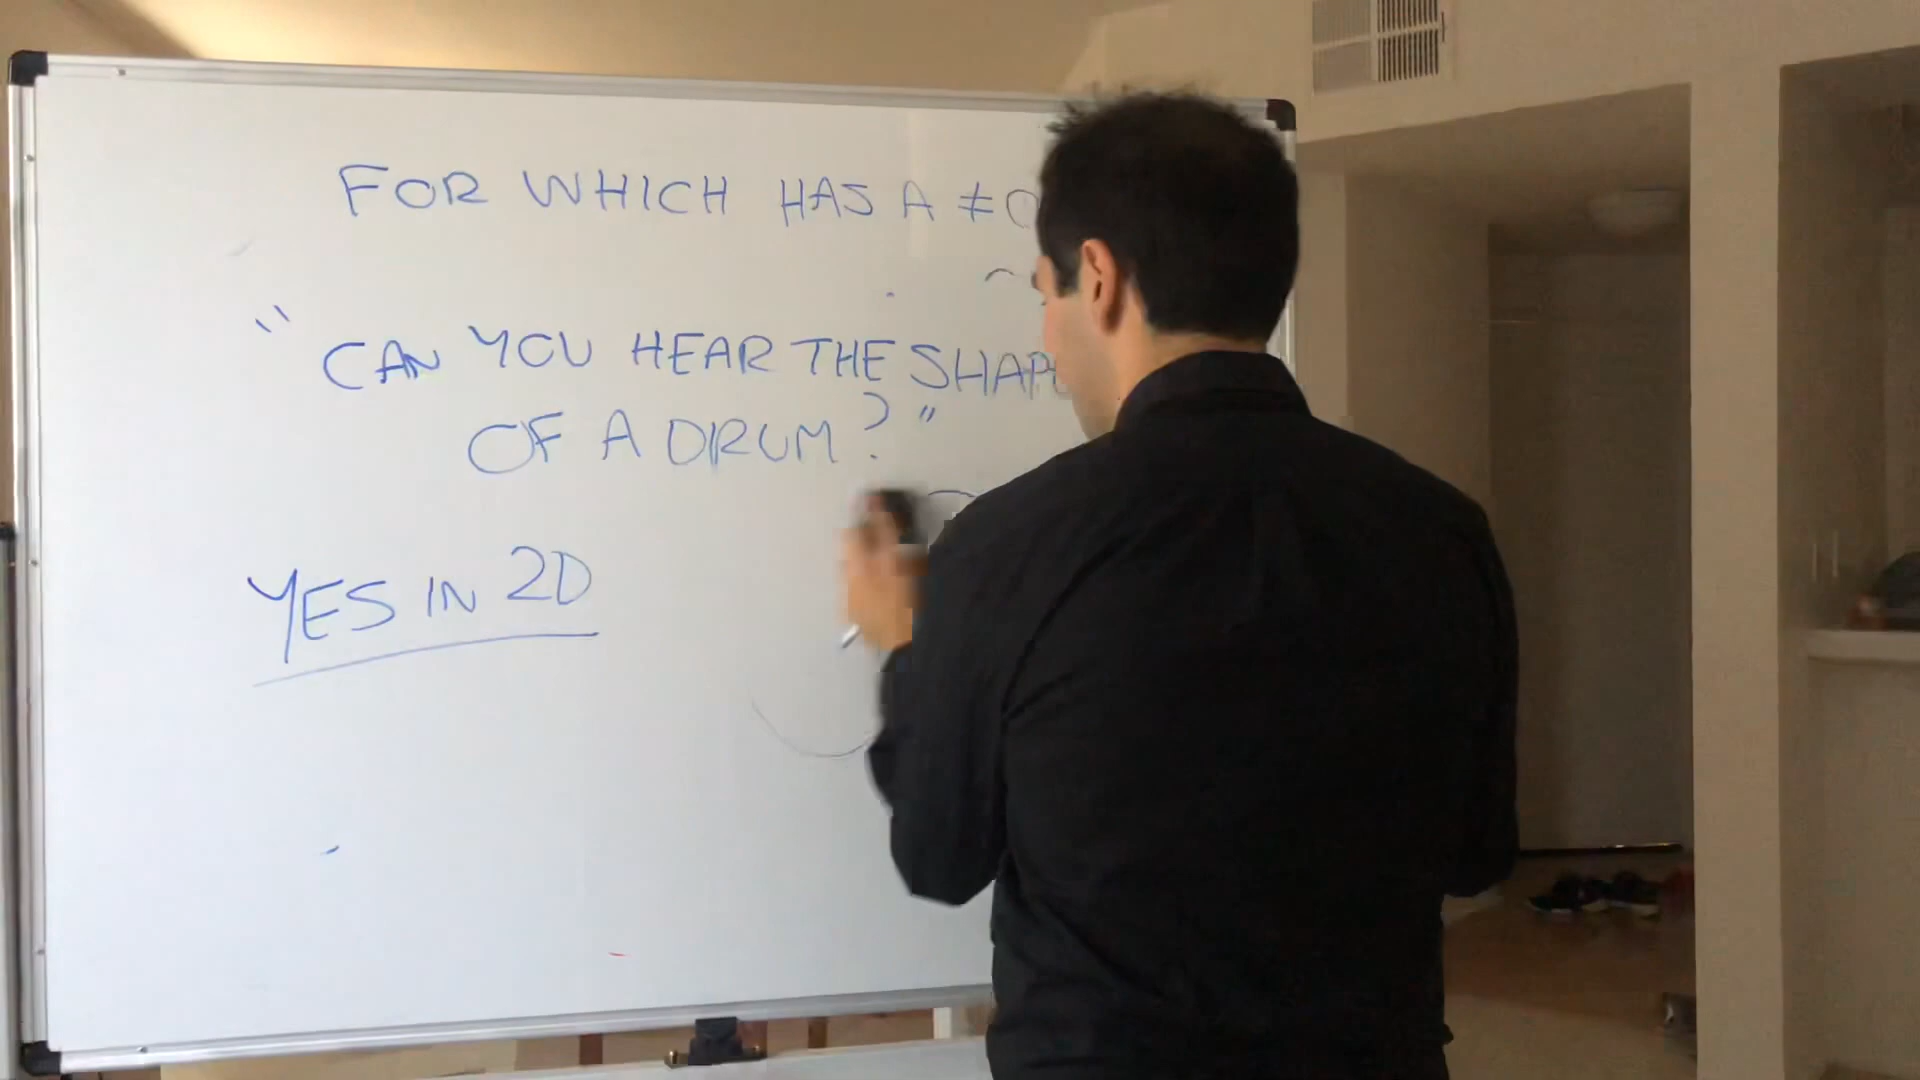 FOR WHICH HAS A ≠ 0
"CAN YOU HEAR THE SHAPE
OF A DRUM?"
YES IN 2D